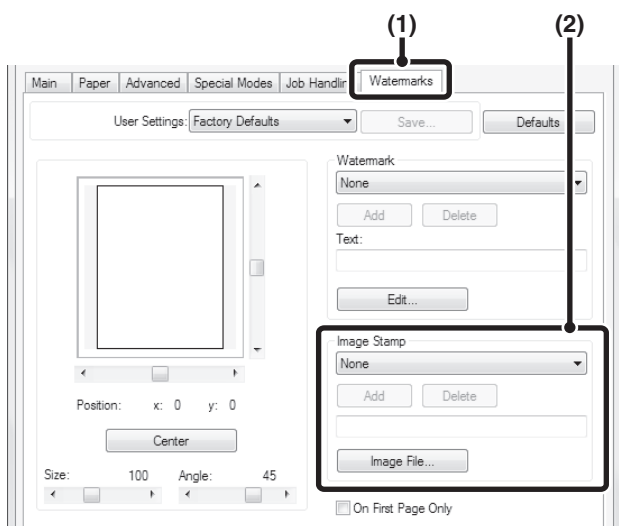 (1) (2)
Main Paper Advanced Special Modes Job Handlin Watermarks
User Settings: Factory Defaults Save... Defaults
Watermark
None
Add Delete
Text:
Edit...
Image Stamp
None
Add Delete
Image File...
Position: x: 0 y: 0
Center
Size: 100 Angle: 45
On First Page Only